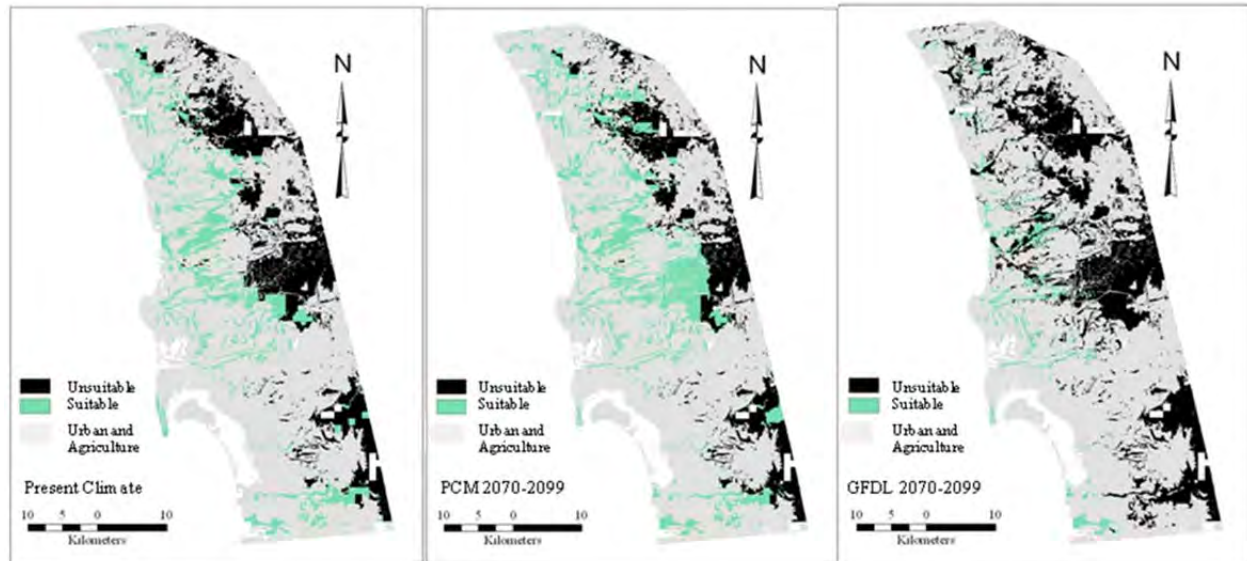 N
Unsuitable
Suitable
Urban and
Agriculture
Present Climate
10 5 0 10
Kilometers
N
Unsuitable
Suitable
Urban and
Agriculture
PCM 2070-2099
10 5 0 10
Kilometers
N
Unsuitable
Suitable
Urban and
Agriculture
GFDL 2070-2099
10 5 0 10
Kilometers